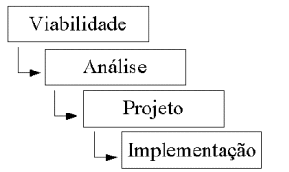 Viabilidade
Análise
Projeto
Implementação